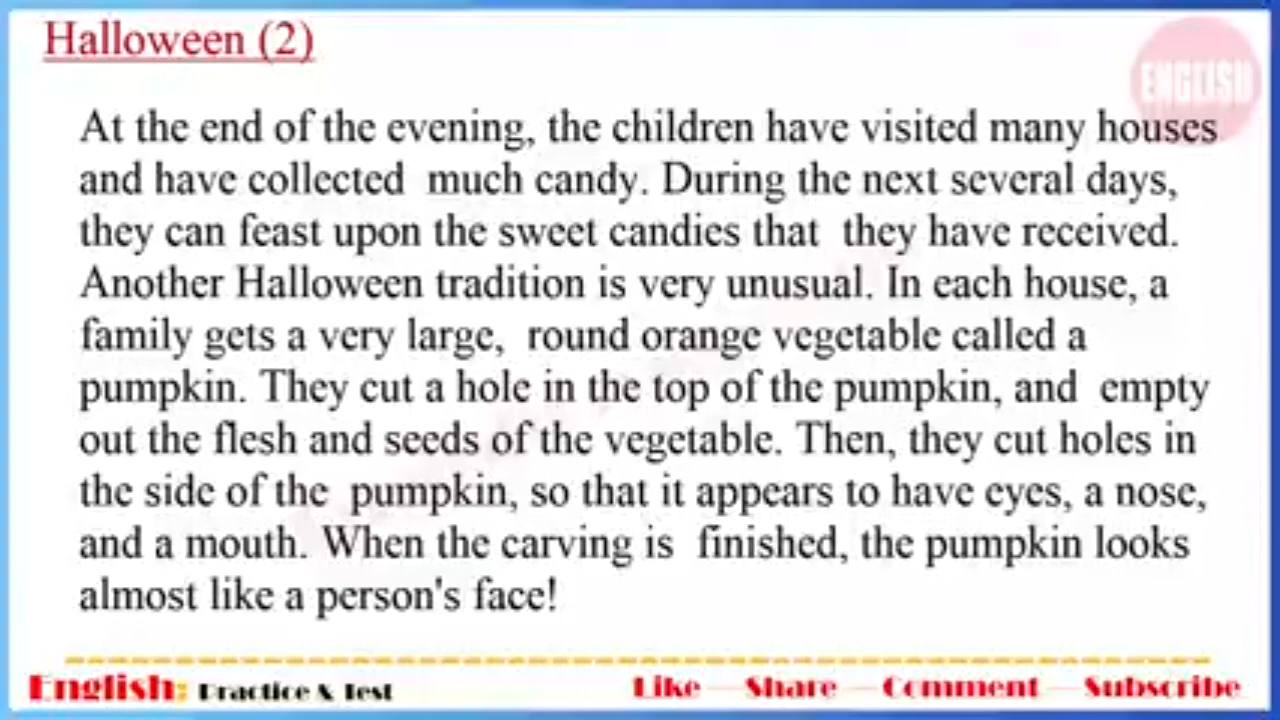 Halloween (2)
ENGLISH
At the end of the evening, the children have visited many houses
and have collected much candy. During the next several days,
they can feast upon the sweet candies that they have received.
Another Halloween tradition is very unusual. In each house, a
family gets a very large, round orange vegetable called a
pumpkin. They cut a hole in the top of the pumpkin, and empty
out the flesh and seeds of the vegetable. Then, they cut holes in
the side of the pumpkin, so that it appears to have eyes, a nose,
and a mouth. When the carving is finished, the pumpkin looks
almost like a person's face!
English: Practice & Test
Like — Share — Comment — Subscribe